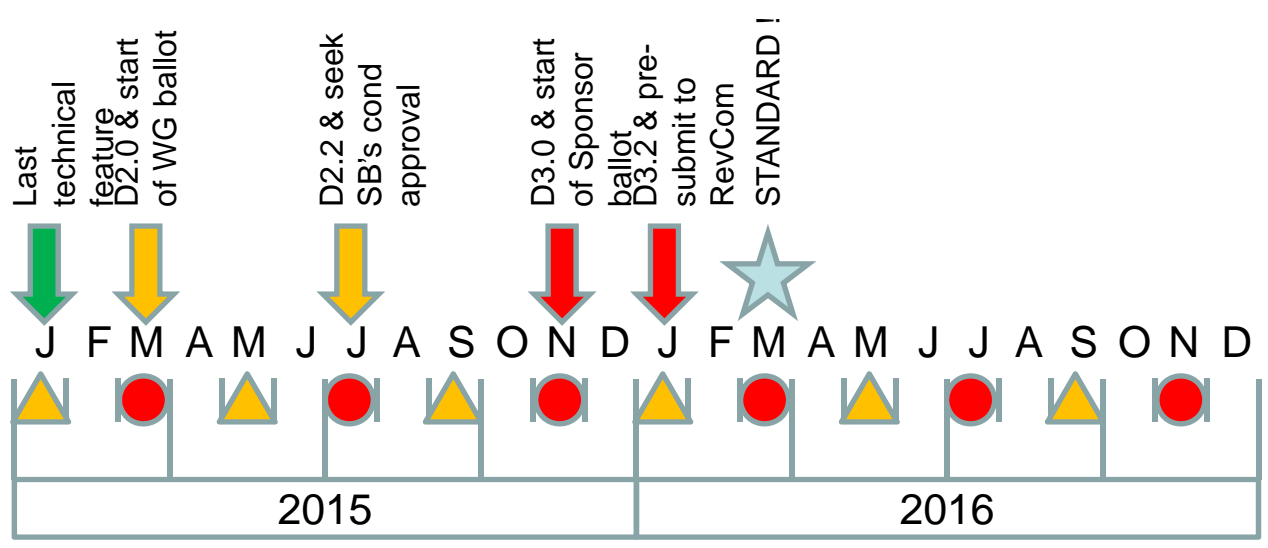 Last
technical
feature
D2.0 & start
of WG ballot
D2.2 & seek
SB's cond
approval
D3.0 & start
of Sponsor
ballot
D3.2 & pre-
submit to
RevCom
STANDARD !
J F M A M J J A S O N D J F M A M J J A S O N D
2015 2016